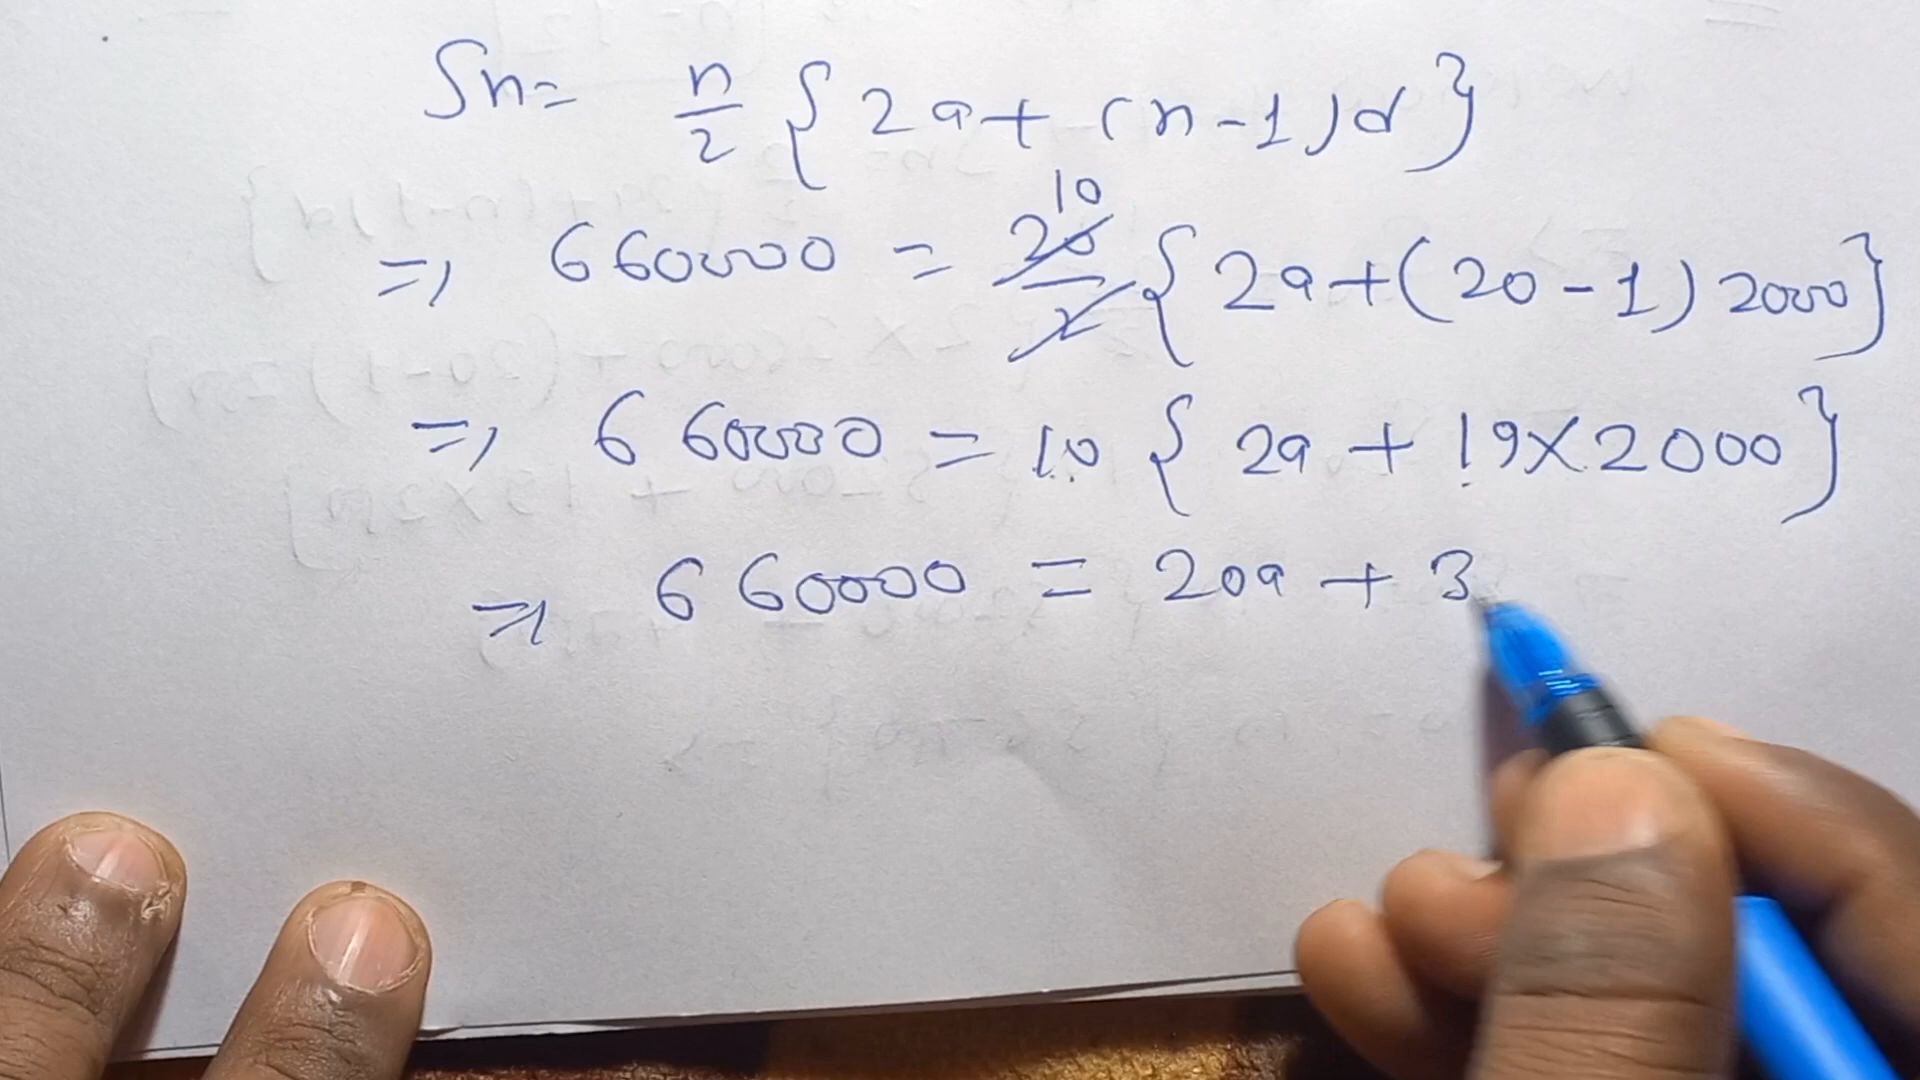 Sn = n/2 { 2a + (n - 1) d }
⇒ 660000 = 20/2 10 { 2a + (20 - 1) 2000 }
⇒ 660000 = 10 { 2a + 19 × 2000 }
⇒ 660000 = 20a + 3